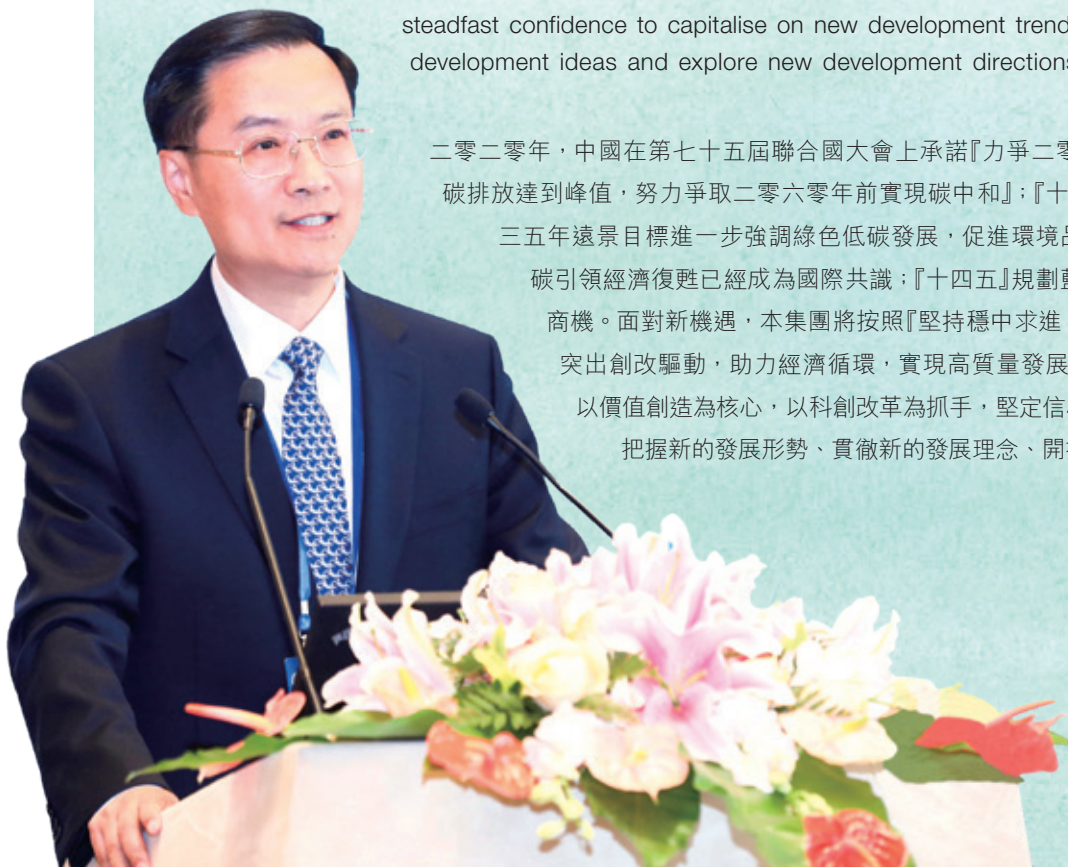 steadfast confidence to capitalise on new development trend
development ideas and explore new development directions
二零二零年，中國在第七十五屆聯合國大會上承諾『力爭二零
碳排放達到峰值，努力爭取二零六零年前實現碳中和』；『十
三五年遠景目標進一步強調綠色低碳發展，促進環境
碳引領經濟復甦已經成為國際共識；『十四五』規劃
商機。面對新機遇，本集團將按照『堅持穩中求進
突出創改驅動，助力經濟循環，實現高質量發展
以價值創造為核心，以科創改革為抓手，堅定信
把握新的發展形勢、貫徹新的發展理念、開